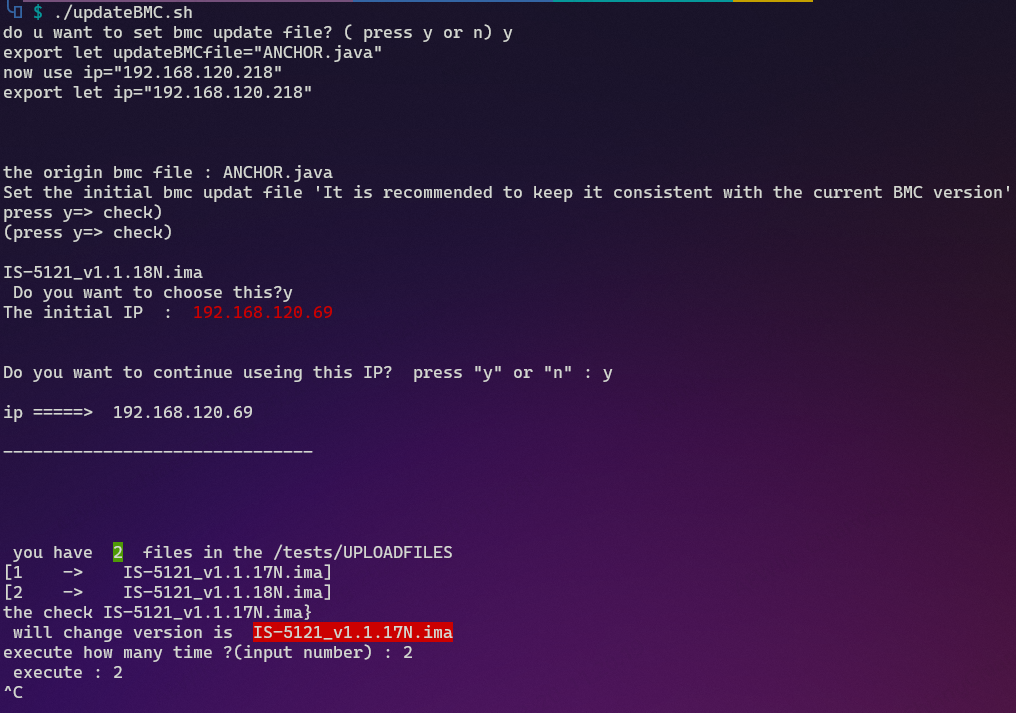 $ ./updateBMC.sh
do u want to set bmc update file? ( press y or n) y
export let updateBMCfile="ANCHOR.java"
now use ip="192.168.120.218"
export let ip="192.168.120.218"
the origin bmc file : ANCHOR.java
Set the initial bmc updat file 'It is recommended to keep it consistent with the current BMC version'
press y=> check)
(press y=> check)
IS-5121_v1.1.18N.ima
Do you want to choose this?y
The initial IP  :  192.168.120.69
Do you want to continue useing this IP?  press "y" or "n" : y
ip =====>  192.168.120.69
-------------------------------
you have  2  files in the /tests/UPLOADFILES
[1    ->    IS-5121_v1.1.17N.ima]
[2    ->    IS-5121_v1.1.18N.ima]
the check IS-5121_v1.1.17N.ima}
will change version is  IS-5121_v1.1.17N.ima
execute how many time ?(input number) : 2
execute : 2
^C